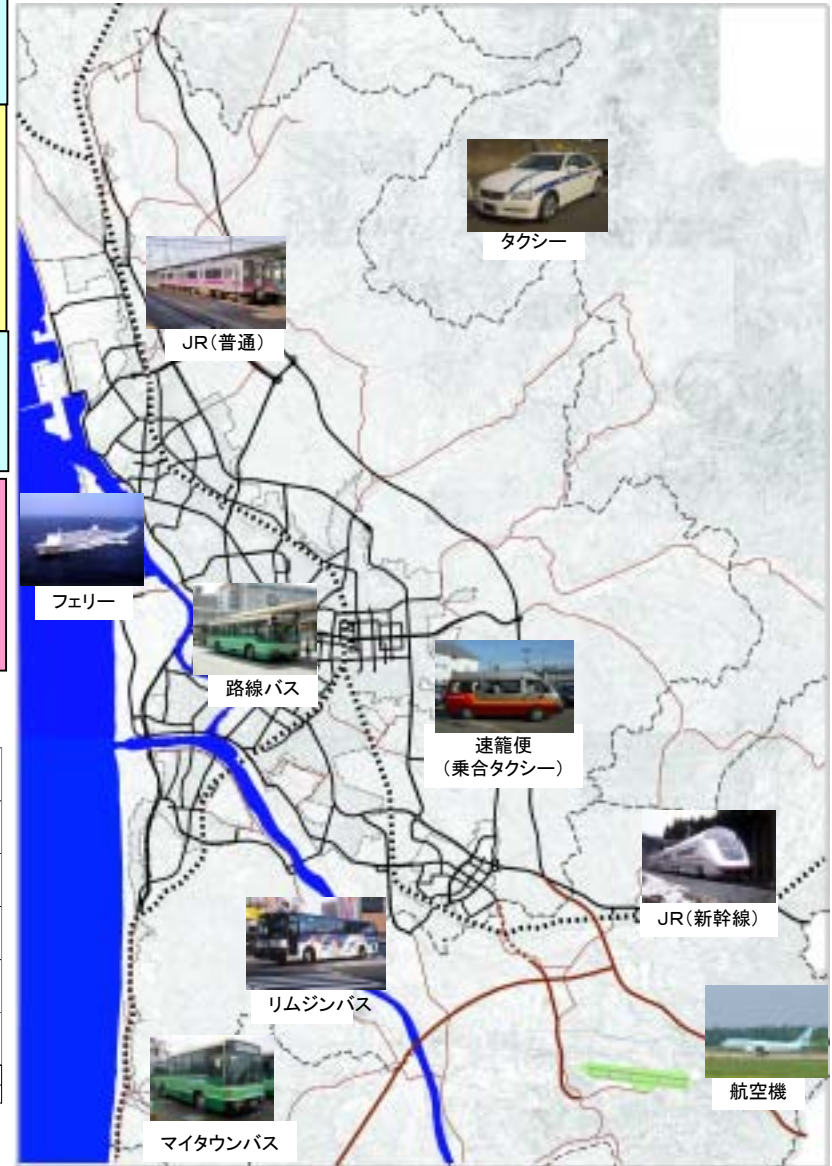 タクシー
JR(普通)
フェリー
路線バス
速籠便
(乗合タクシー)
JR(新幹線)
リムジンバス
航空機
マイタウンバス